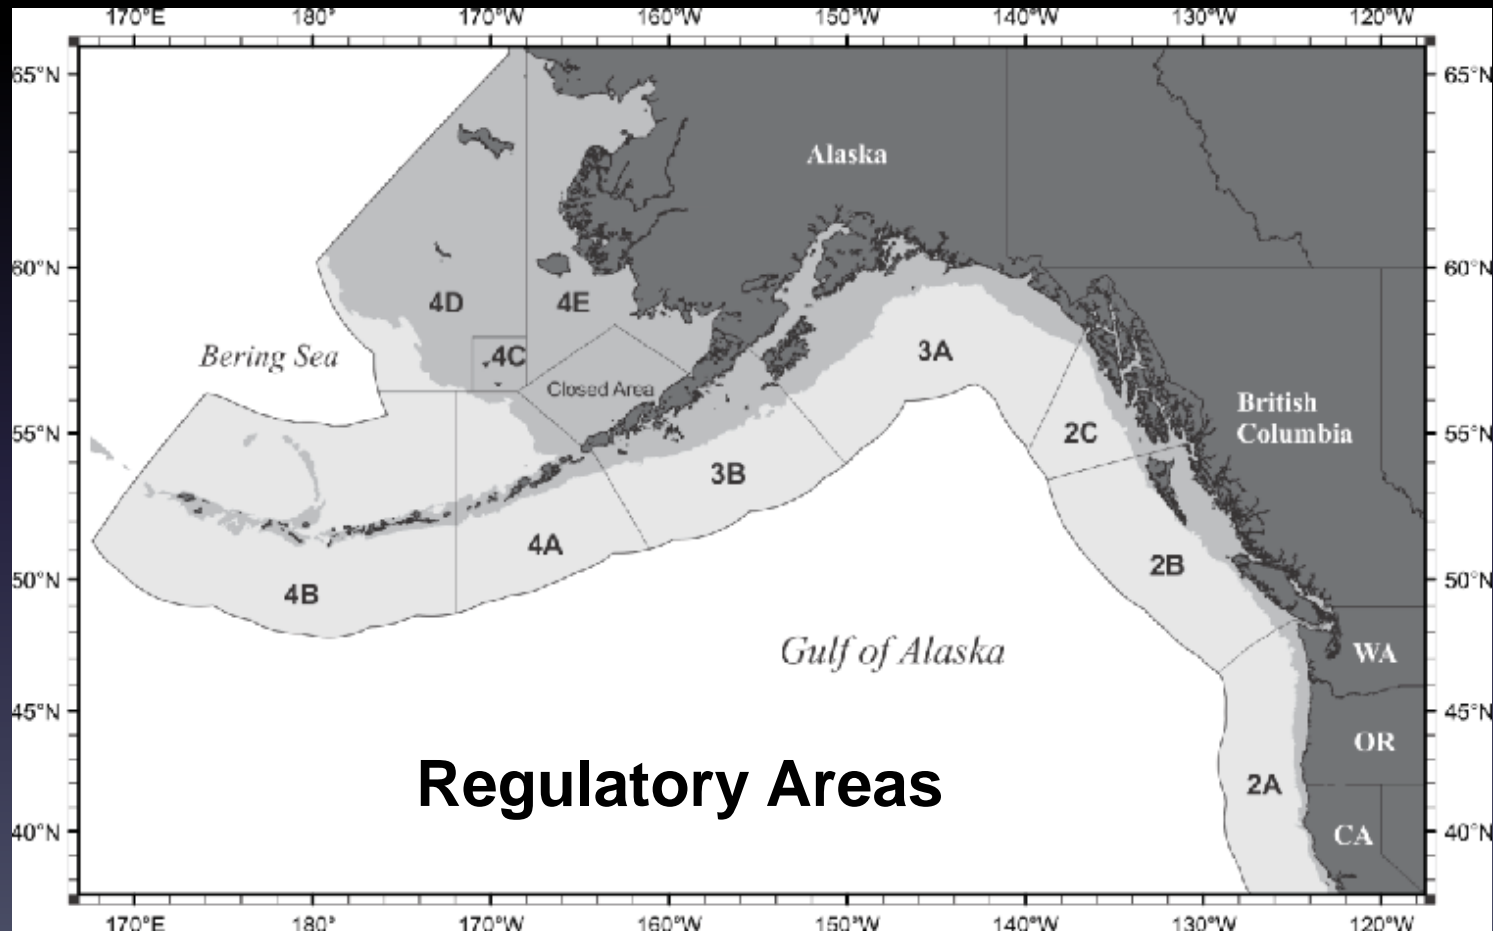 170°E 180° 170°W 160°W 150°W 140°W 130°W 120°W
65°N 65°N
Alaska
60°N 60°N
4D 4E
Bering Sea 4C 3A
Closed Area
British
Columbia
55°N 2C 55°N
3B
4A
2B
50°N 4B 50°N
Gulf of Alaska WA
45°N 45°N
OR
Regulatory Areas 2A
40°N CA 40°N
170°E 180° 170°W 160°W 150°W 140°W 130°W 120°W